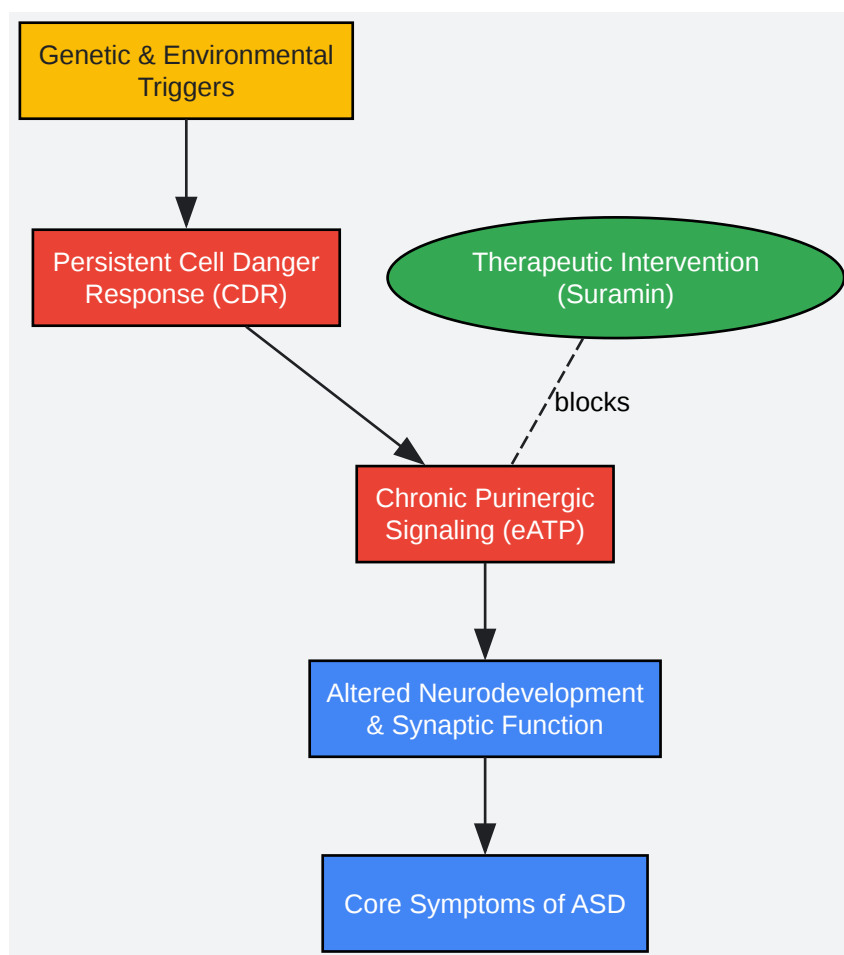 Genetic & Environmental
Triggers
Persistent Cell Danger
Response (CDR)
Therapeutic Intervention
(Suramin)
blocks
Chronic Purinergic
Signaling (eATP)
Altered Neurodevelopment
& Synaptic Function
Core Symptoms of ASD